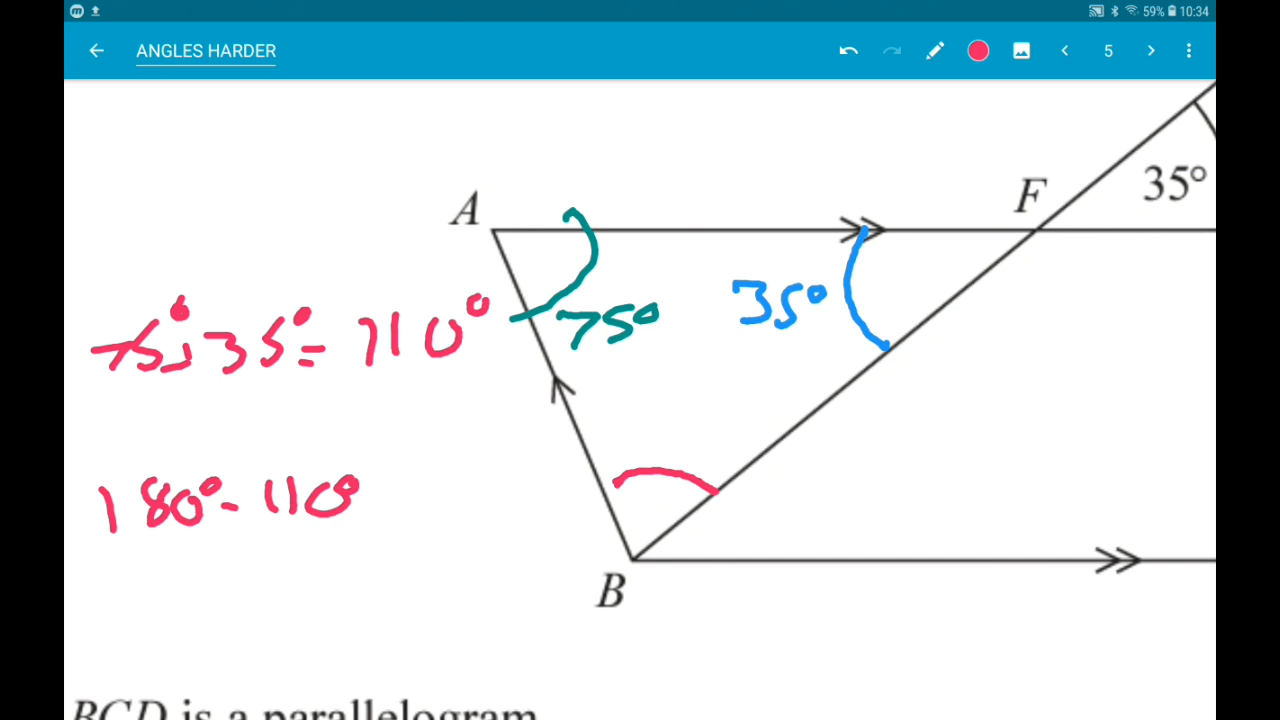 59% 10:34
ANGLES HARDER
5
A
F
35°
35°
75°
75°+35°=110°
180°-110°
B
BCD is a parallelogram